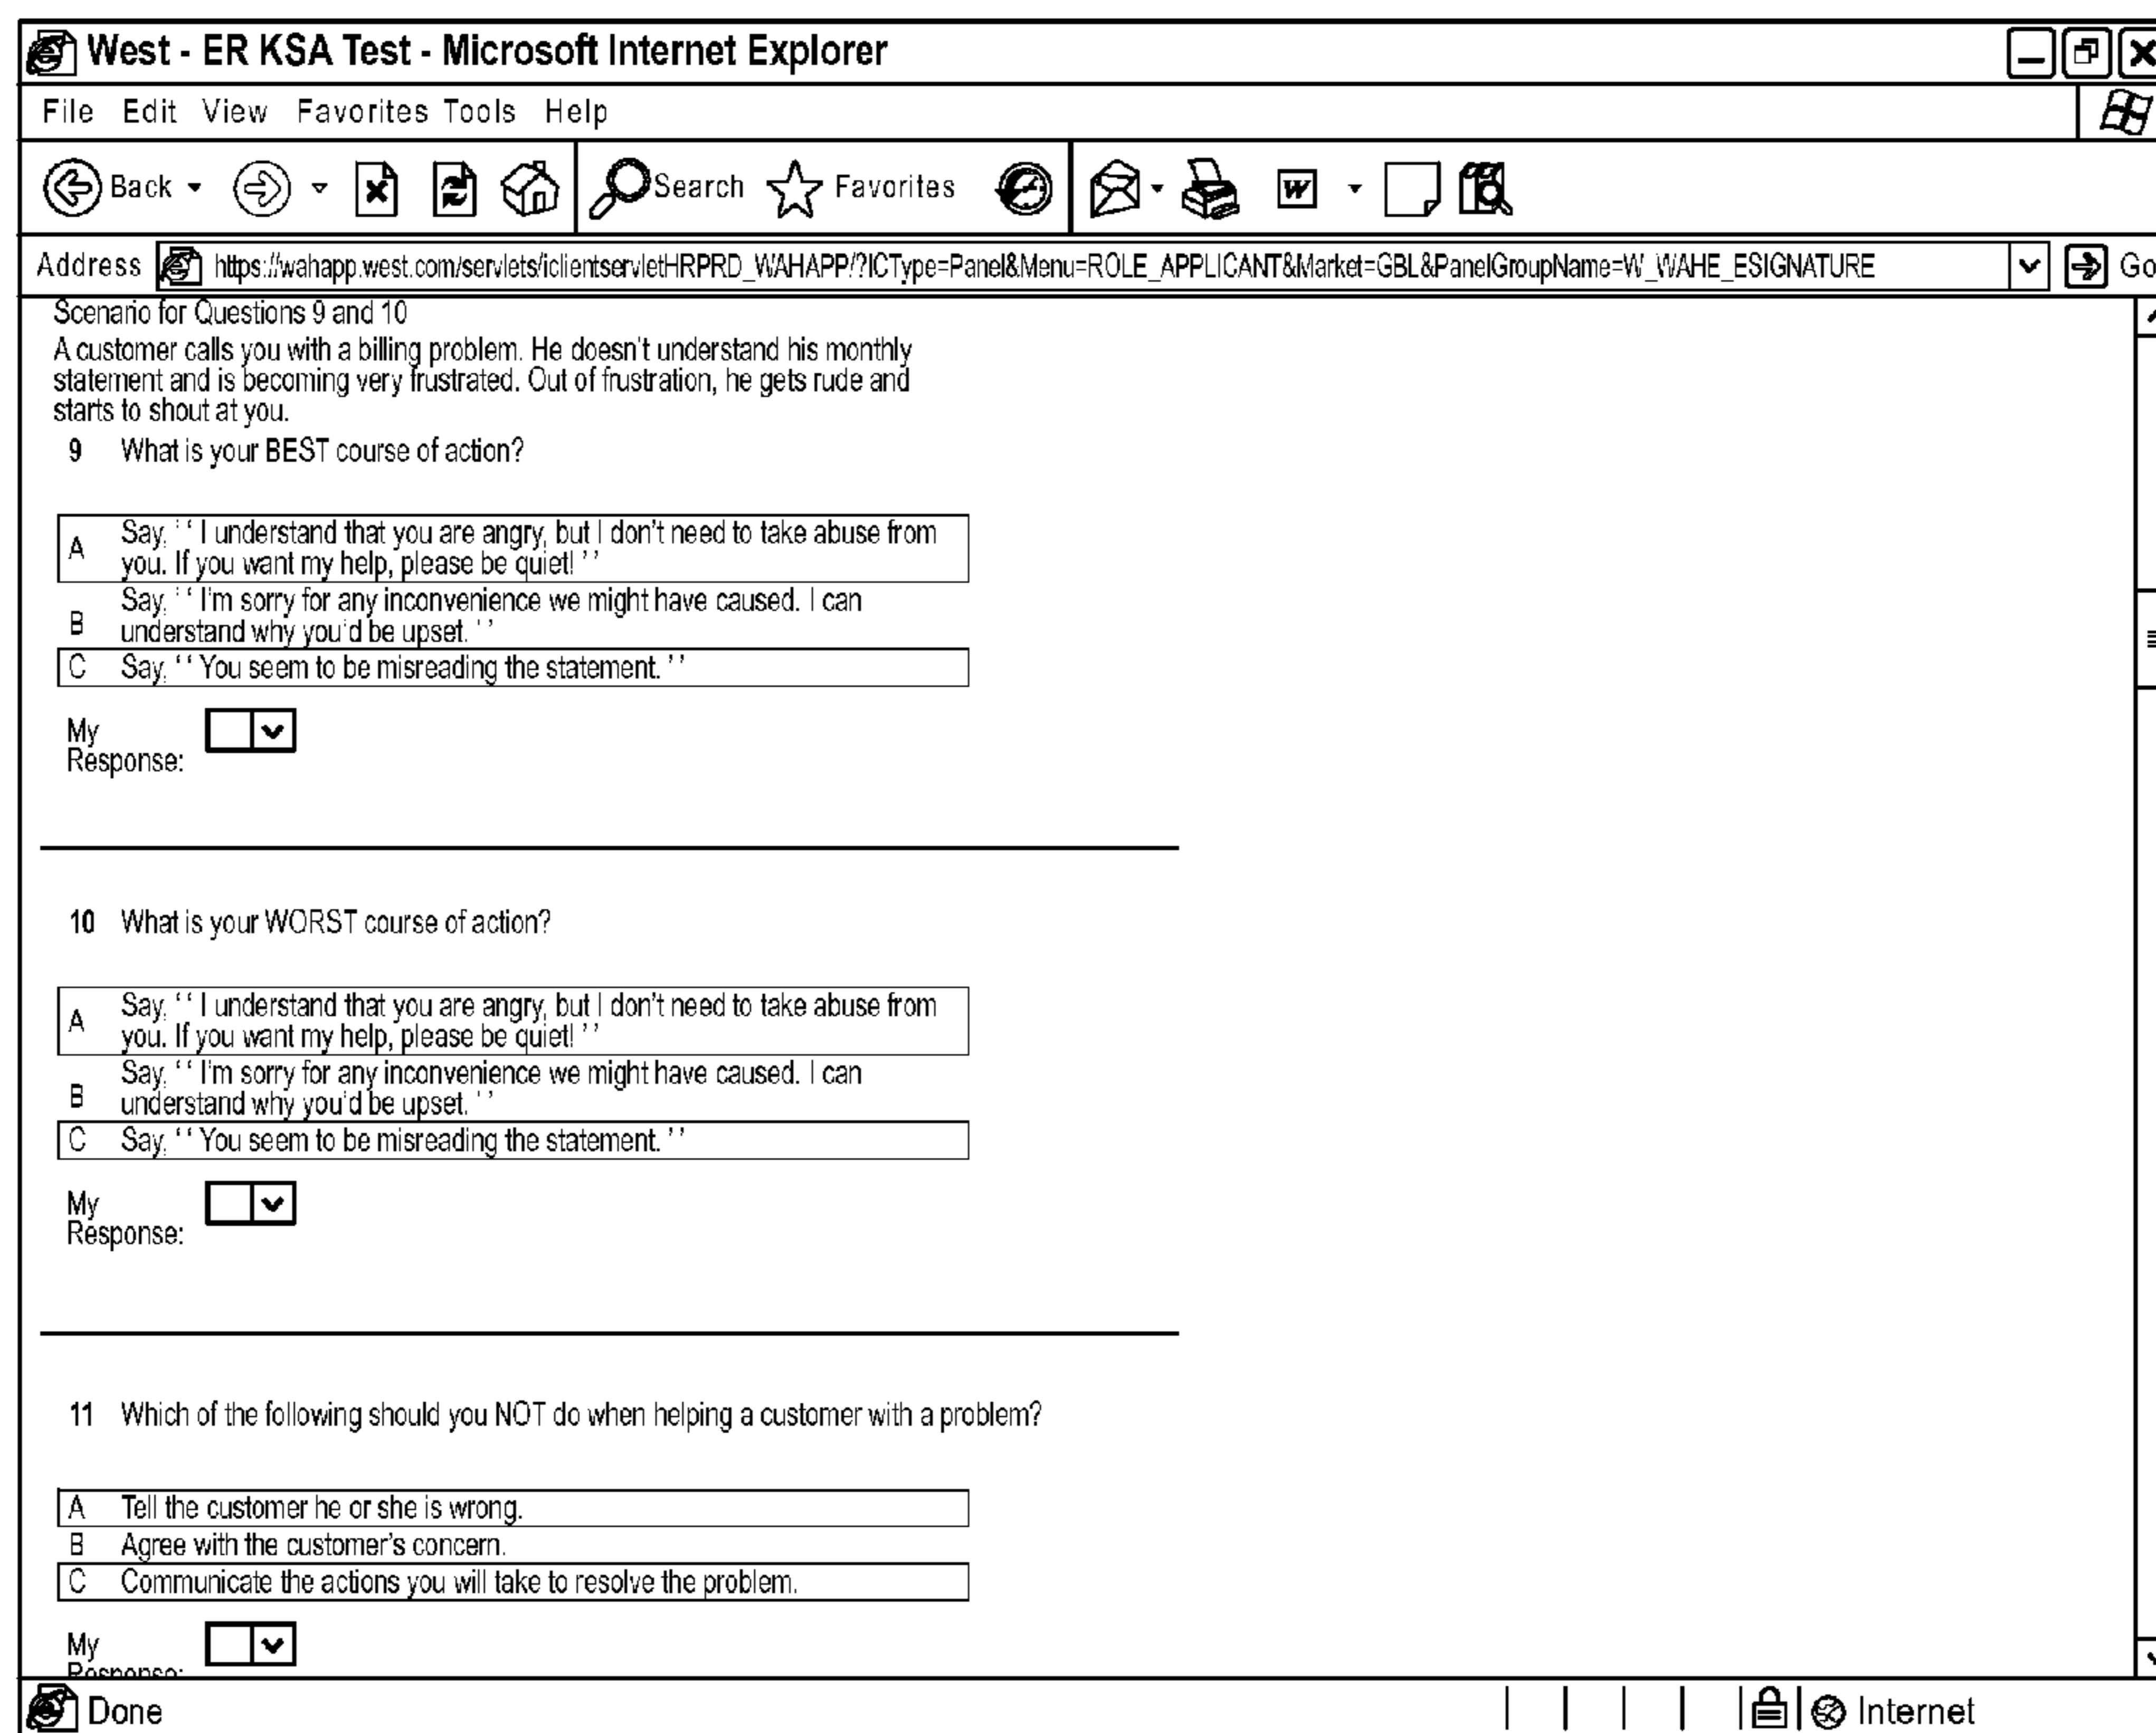 West - ER KSA Test - Microsoft Internet Explorer
File Edit View Favorites Tools Help
Back Search Favorites W
Address https://wahapp.west.com/servlets/iclientservletHRPRD_WAHAPP/?ICType=Panel&Menu=ROLE_APPLICANT&Market=GBL&PanelGroupName=W_WAHE_ESIGNATURE Go
Scenario for Questions 9 and 10
A customer calls you with a billing problem. He doesn't understand his monthly
statement and is becoming very frustrated. Out of frustration, he gets rude and
starts to shout at you.
9 What is your BEST course of action?
A Say, ‘‘ I understand that you are angry, but I don't need to take abuse from
you. If you want my help, please be quiet! ’’
B Say, ‘‘ I'm sorry for any inconvenience we might have caused. I can
understand why you'd be upset. ’’
C Say, ‘‘ You seem to be misreading the statement. ’’
My
Response:
10 What is your WORST course of action?
A Say, ‘‘ I understand that you are angry, but I don't need to take abuse from
you. If you want my help, please be quiet! ’’
B Say, ‘‘ I'm sorry for any inconvenience we might have caused. I can
understand why you'd be upset. ’’
C Say, ‘‘ You seem to be misreading the statement. ’’
My
Response:
11 Which of the following should you NOT do when helping a customer with a problem?
A Tell the customer he or she is wrong.
B Agree with the customer's concern.
C Communicate the actions you will take to resolve the problem.
My
Response:
Done Internet